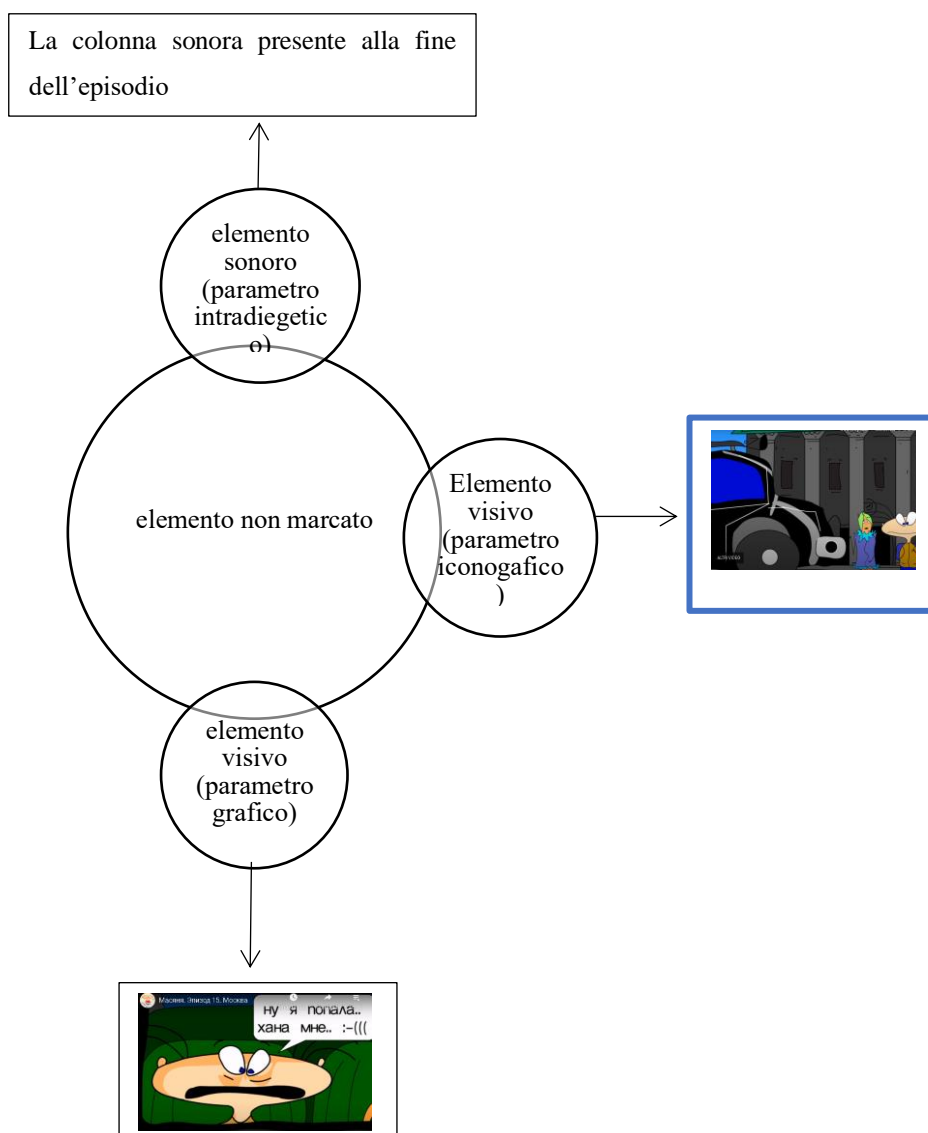 La colonna sonora presente alla fine
dell’episodio
elemento
sonoro
(parametro
intradiegetic
o)
elemento non marcato
Elemento
visivo
(parametro
iconogafico
)
elemento
visivo
(parametro
grafico)
Масяня. Эпизод 15. Москва
ну я попала..
хана мне.. :-(((